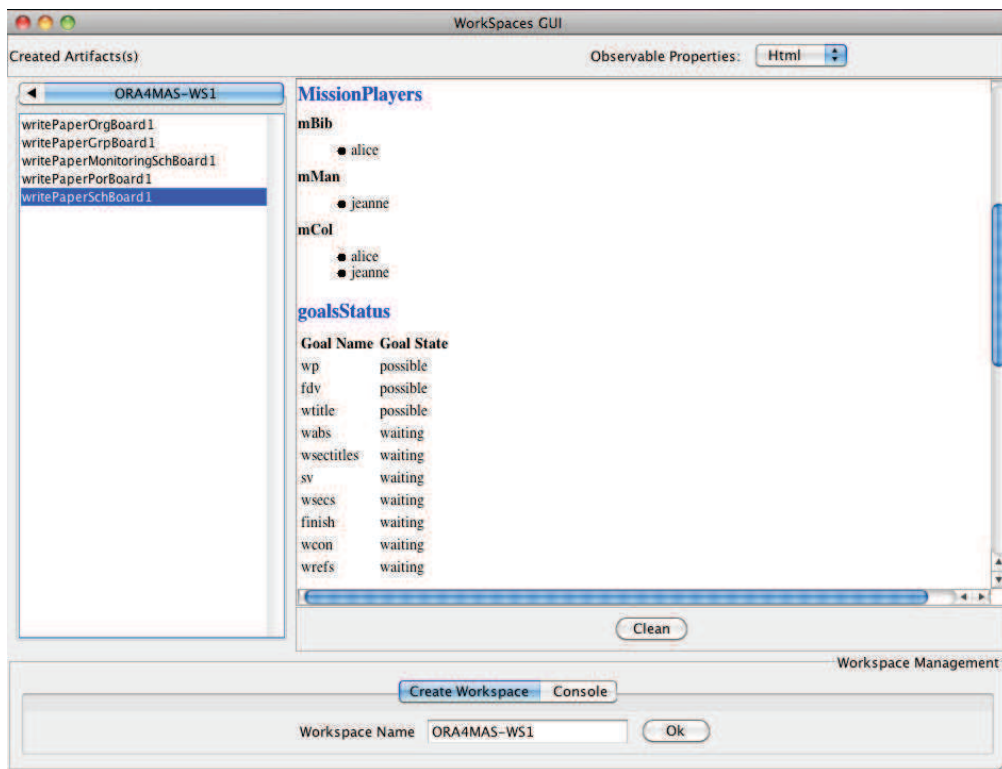 WorkSpaces GUI
Created Artifacts(s)
Observable Properties: Html
ORA4MAS-WS1
writePaperOrgBoard1
writePaperGrpBoard1
writePaperMonitoringSchBoard1
writePaperPorBoard1
writePaperSchBoard1
MissionPlayers
mBib
alice
mMan
jeanne
mCol
alice
jeanne
goalsStatus
Goal Name Goal State
wp possible
fdv possible
wtitle possible
wabs waiting
wsectitles waiting
sv waiting
wsecs waiting
finish waiting
wcon waiting
wrefs waiting
Clean
Workspace Management
Create Workspace Console
Workspace Name ORA4MAS-WS1 Ok